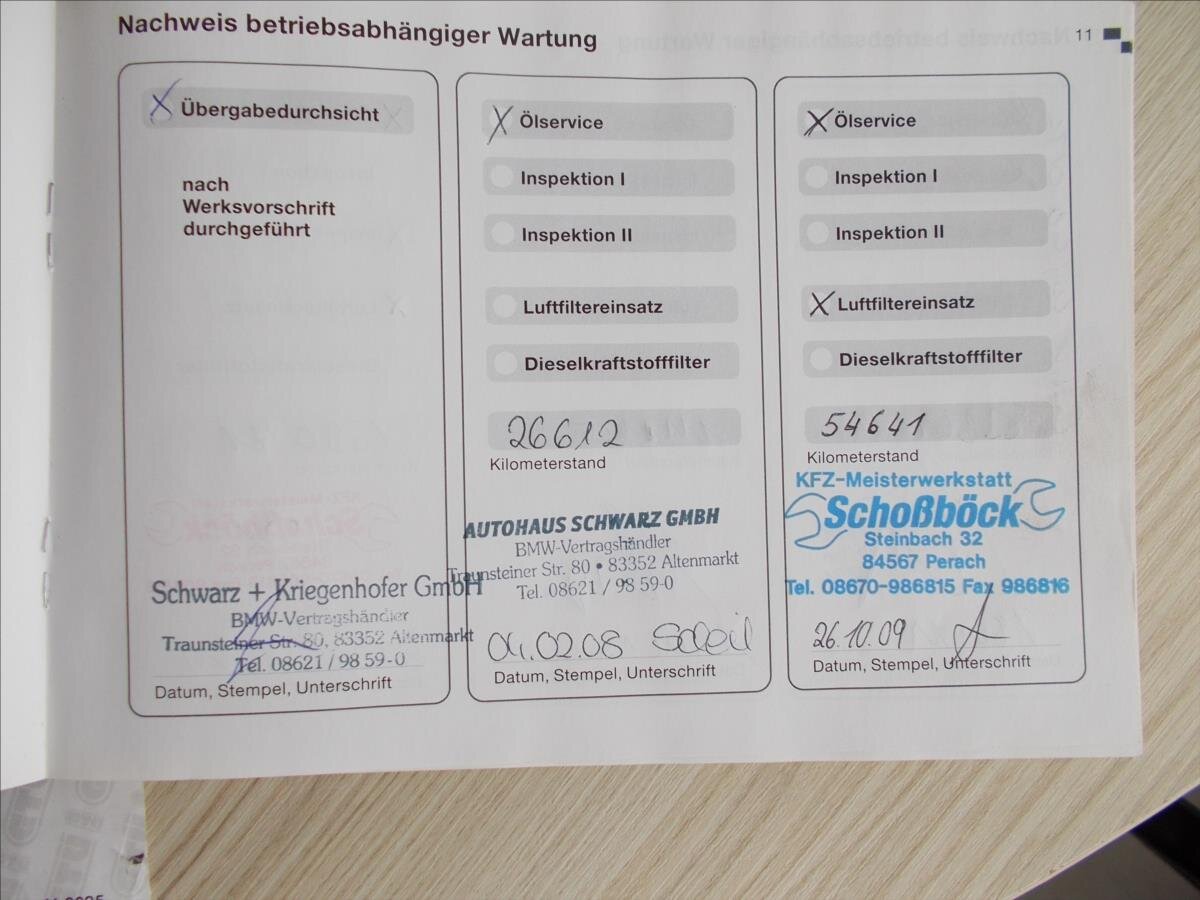 Nachweis betriebsabhängiger Wartung
11
X Übergabedurchsicht
nach
Werksvorschrift
durchgeführt
Schwarz + Kriegenhofer GmbH
BMW-Vertragshändler
Traunsteiner Str. 80, 83352 Altenmarkt
Tel. 08621 / 98 59-0
Datum, Stempel, Unterschrift
X Ölservice
Inspektion I
Inspektion II
Luftfiltereinsatz
Dieselkraftstofffilter
26612
Kilometerstand
AUTOHAUS SCHWARZ GMBH
BMW-Vertragshändler
Traunsteiner Str. 80 • 83352 Altenmarkt
Tel. 08621 / 98 59-0
04.02.08
Datum, Stempel, Unterschrift
X Ölservice
Inspektion I
Inspektion II
X Luftfiltereinsatz
Dieselkraftstofffilter
54641
Kilometerstand
KFZ-Meisterwerkstatt
Schoßböck
Steinbach 32
84567 Perach
Tel. 08670-986815 Fax 986816
26.10.09
Datum, Stempel, Unterschrift